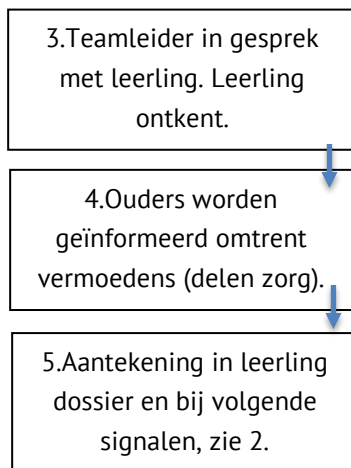 3.Teamleider in gesprek
met leerling. Leerling
ontkent.
4.Ouders worden
geïnformeerd omtrent
vermoedens (delen zorg).
5.Aantekening in leerling
dossier en bij volgende
signalen, zie 2.